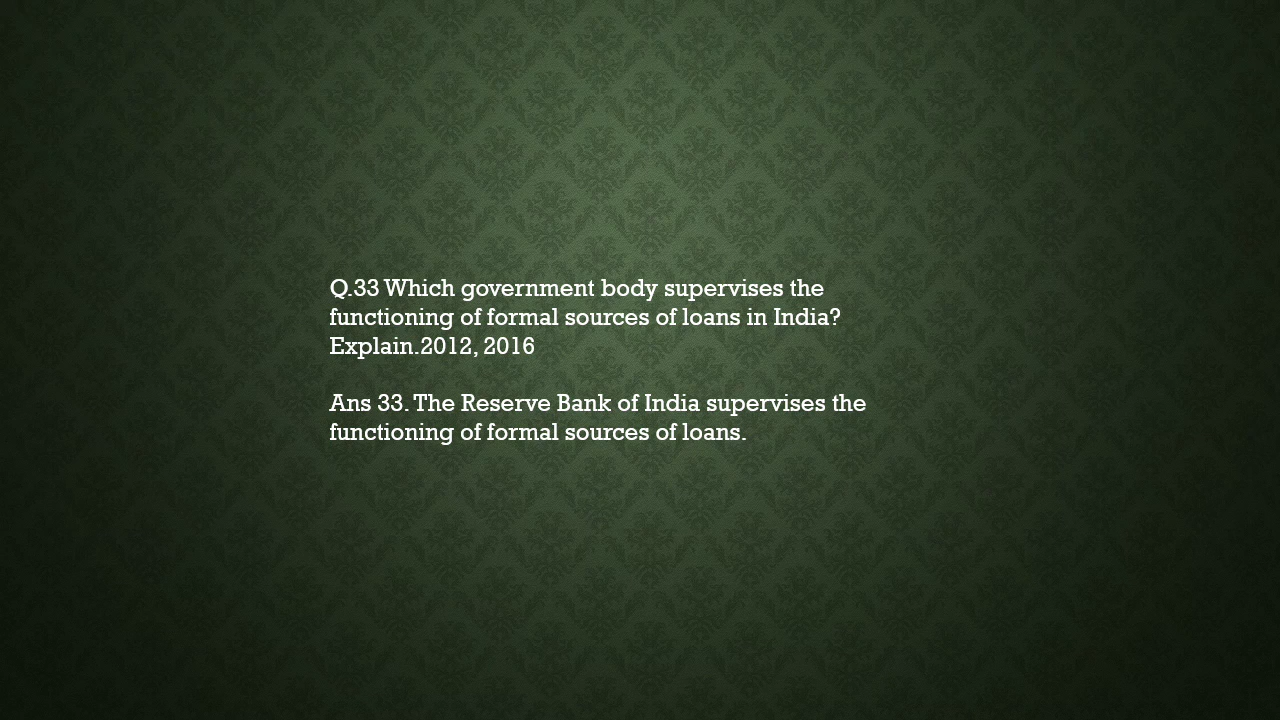 Q.33 Which government body supervises the
functioning of formal sources of loans in India?
Explain.2012, 2016
Ans 33. The Reserve Bank of India supervises the
functioning of formal sources of loans.